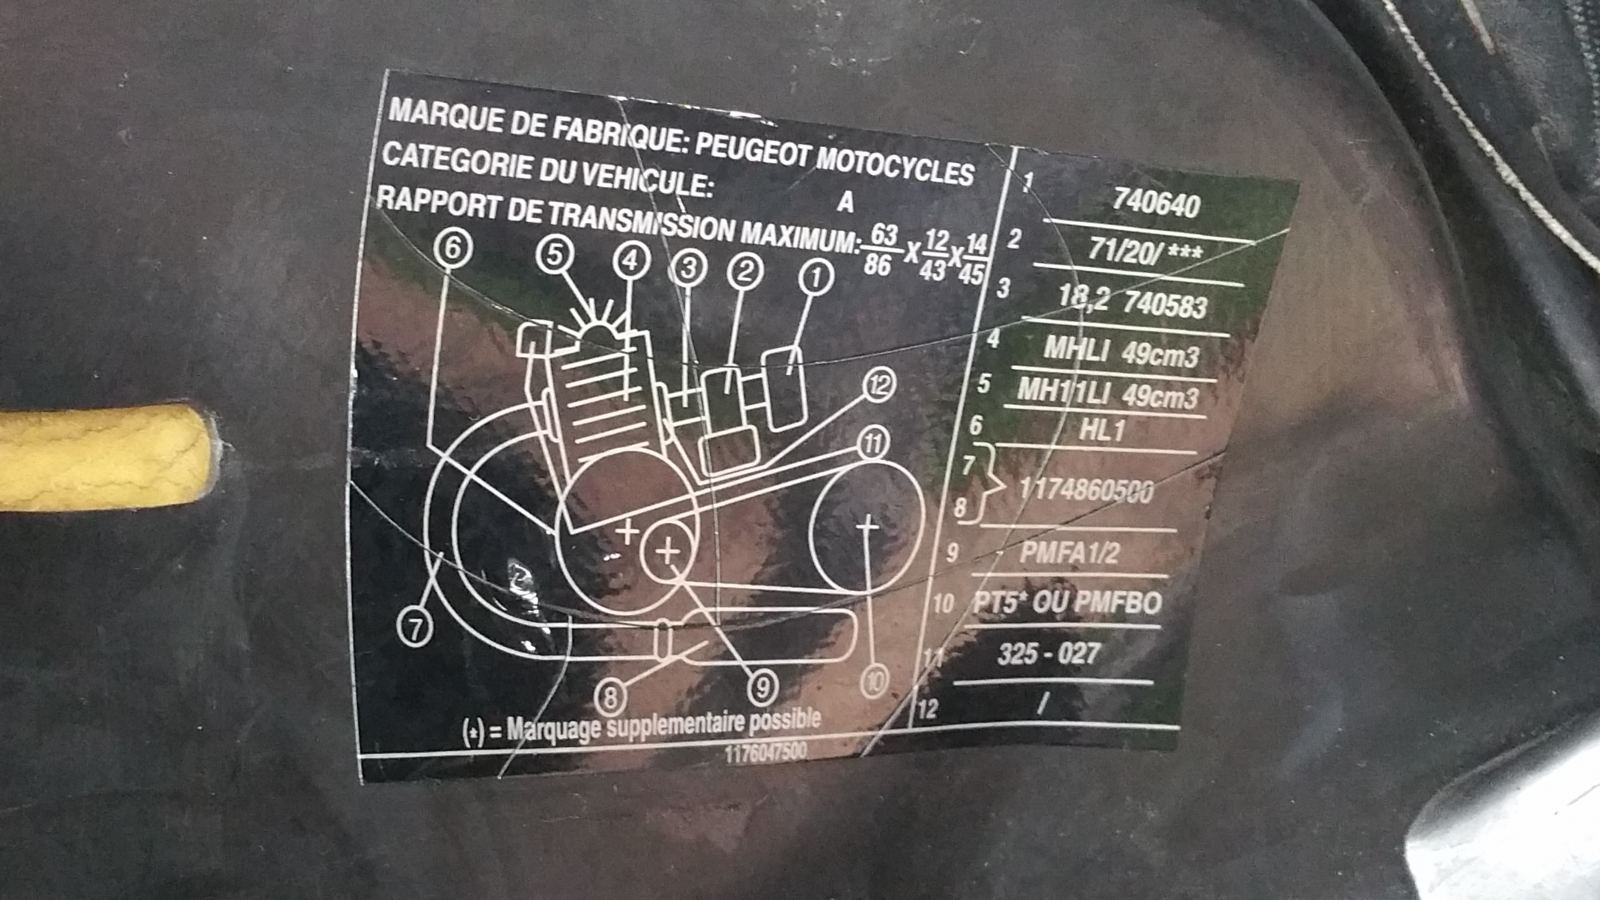 MARQUE DE FABRIQUE: PEUGEOT MOTOCYCLES
CATEGORIE DU VEHICULE: A
RAPPORT DE TRANSMISSION MAXIMUM: 63/86 X 12/43 X 14/45
6 5 4 3 2 1
12
11
7
8 9 10
(*) = Marquage supplementaire possible
1176047500
1 740640
2 71/20/ ***
3 18,2 740583
4 MHLI 49cm3
5 MH11LI 49cm3
6 HL1
7
8 } 1174860500
9 PMFA1/2
10 PT5* OU PMFBO
11 325 - 027
12 /